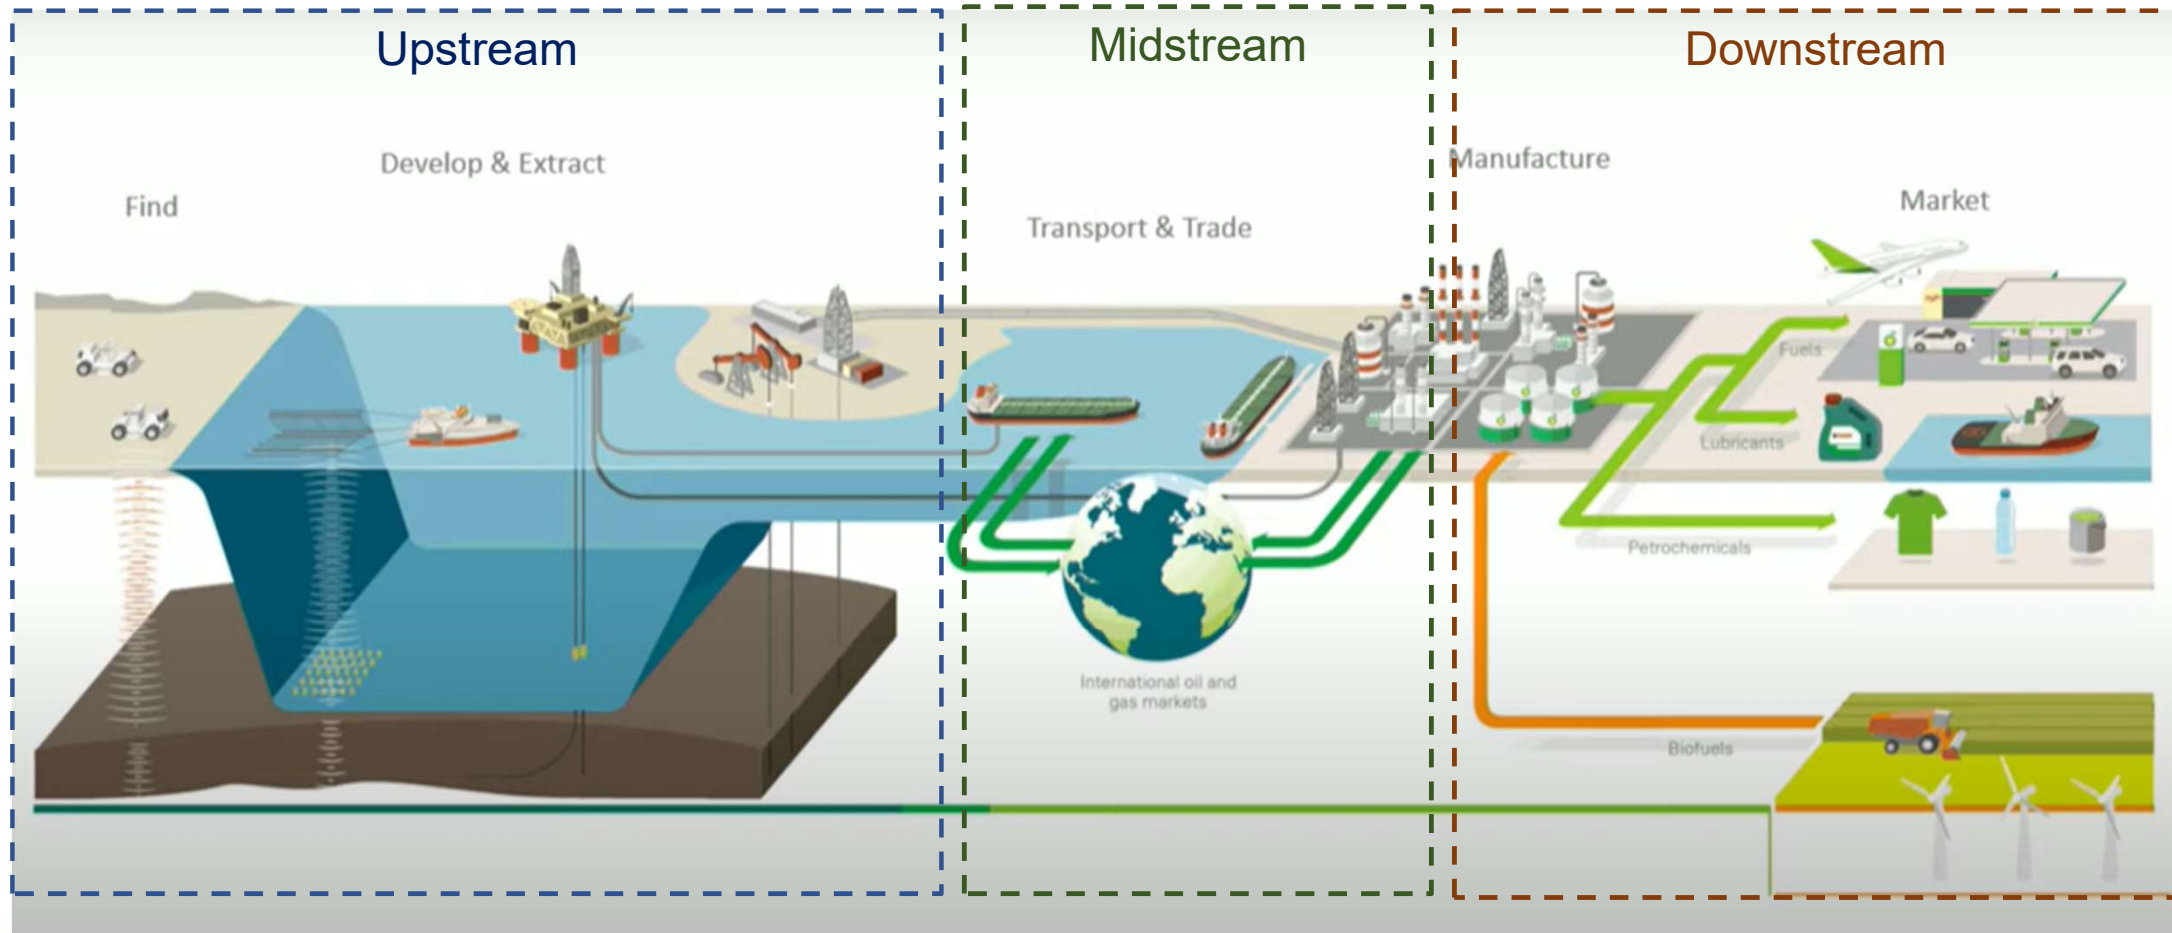 Upstream
Midstream
Downstream
Find
Develop & Extract
Transport & Trade
Manufacture
Market
Fuels
Lubricants
Petrochemicals
International oil and
gas markets
Biofuels